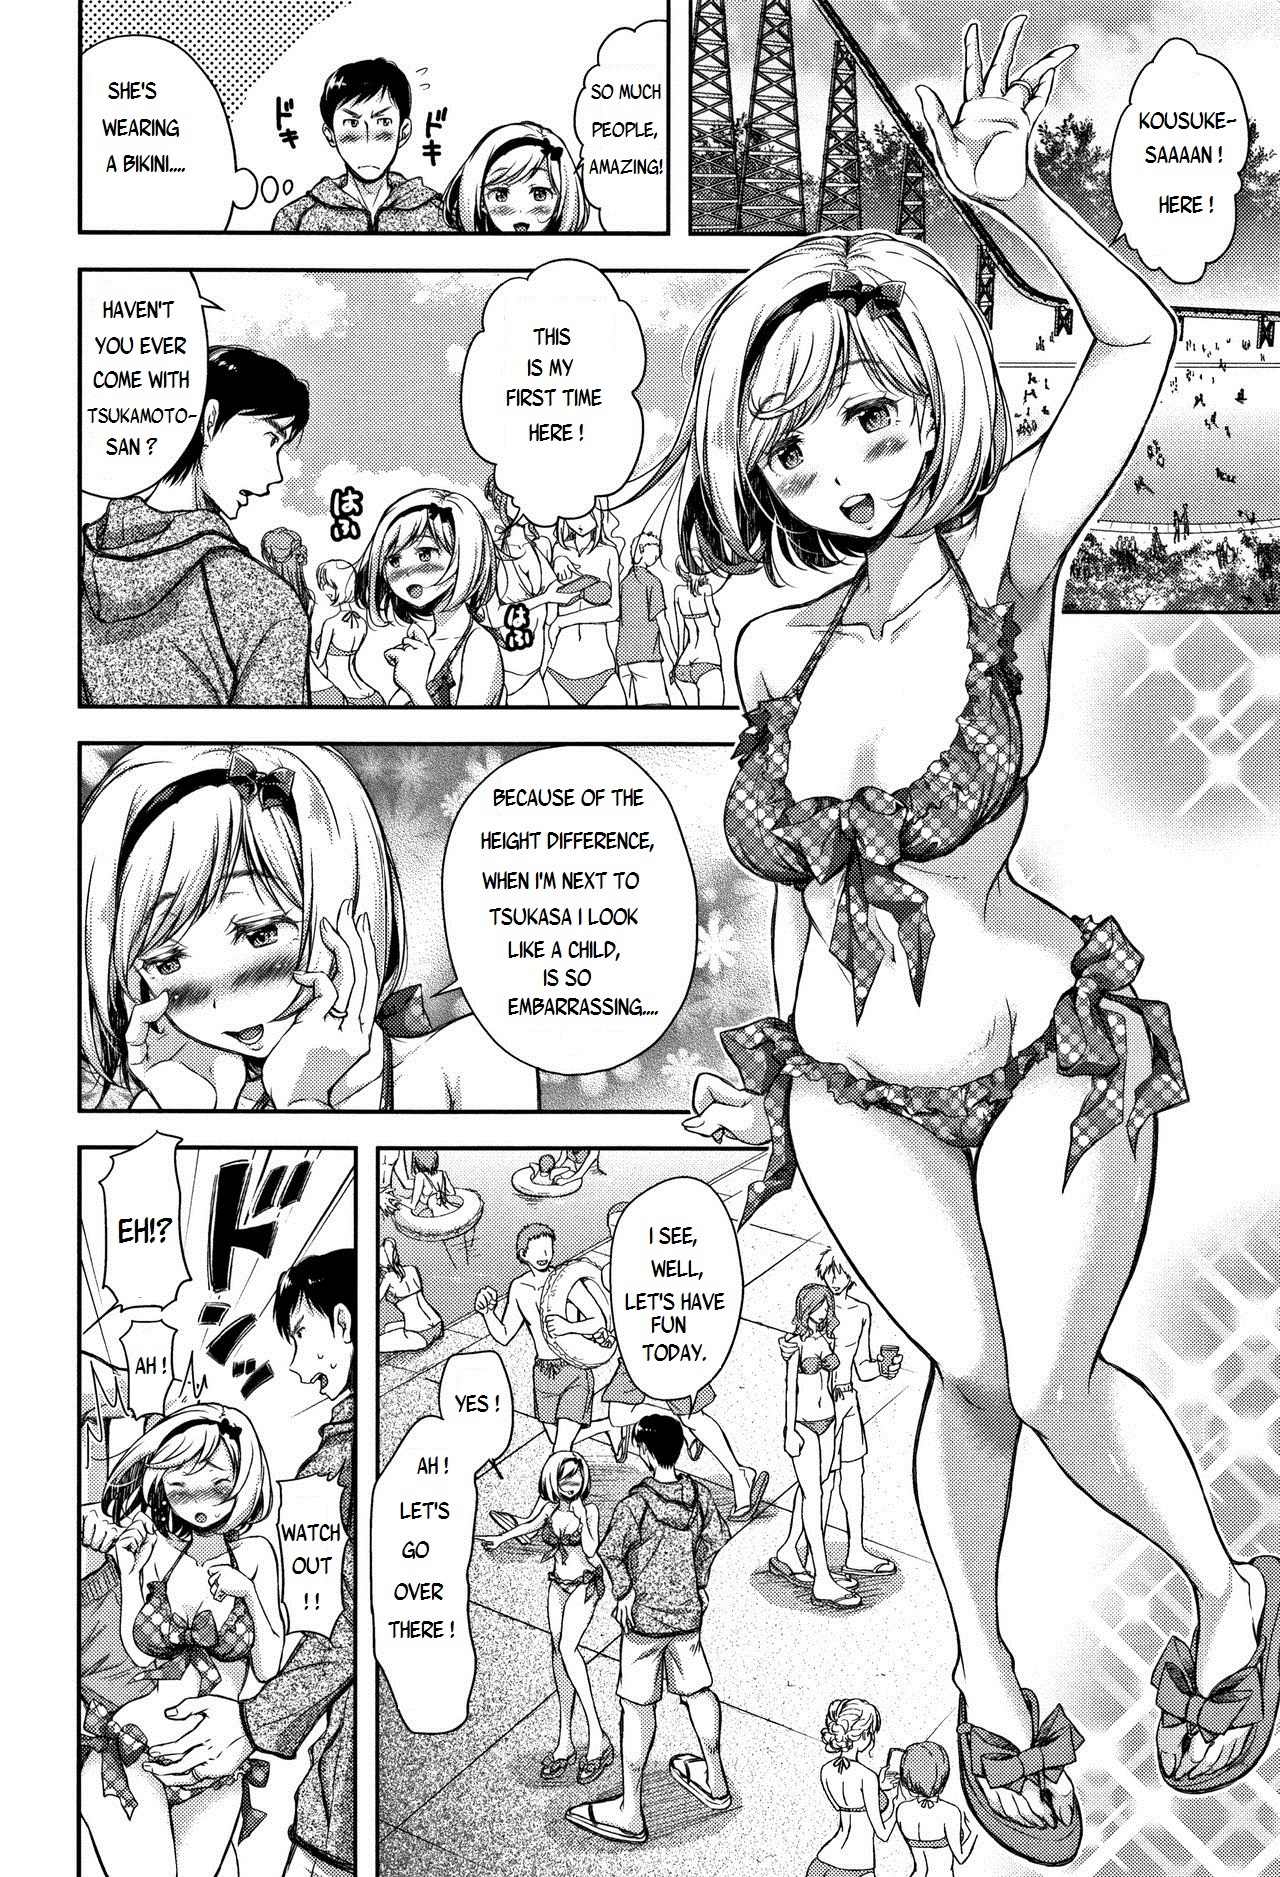 KOUSUKE-
SAAAAN !
HERE !
SO MUCH
PEOPLE,
AMAZING!
ドキ
ドキ
SHE'S
WEARING
A BIKINI....
THIS
IS MY
FIRST TIME
HERE !
HAVEN'T
YOU EVER
COME WITH
TSUKAMOTO-
SAN ?
はふ
はふ
BECAUSE OF THE
HEIGHT DIFFERENCE,
WHEN I'M NEXT TO
TSUKASA I LOOK
LIKE A CHILD,
IS SO
EMBARRASSING....
I SEE,
WELL,
LET'S HAVE
FUN
TODAY.
YES !
AH !
LET'S
GO
OVER
THERE !
EH!?
ドン
AH !
WATCH
OUT
! !